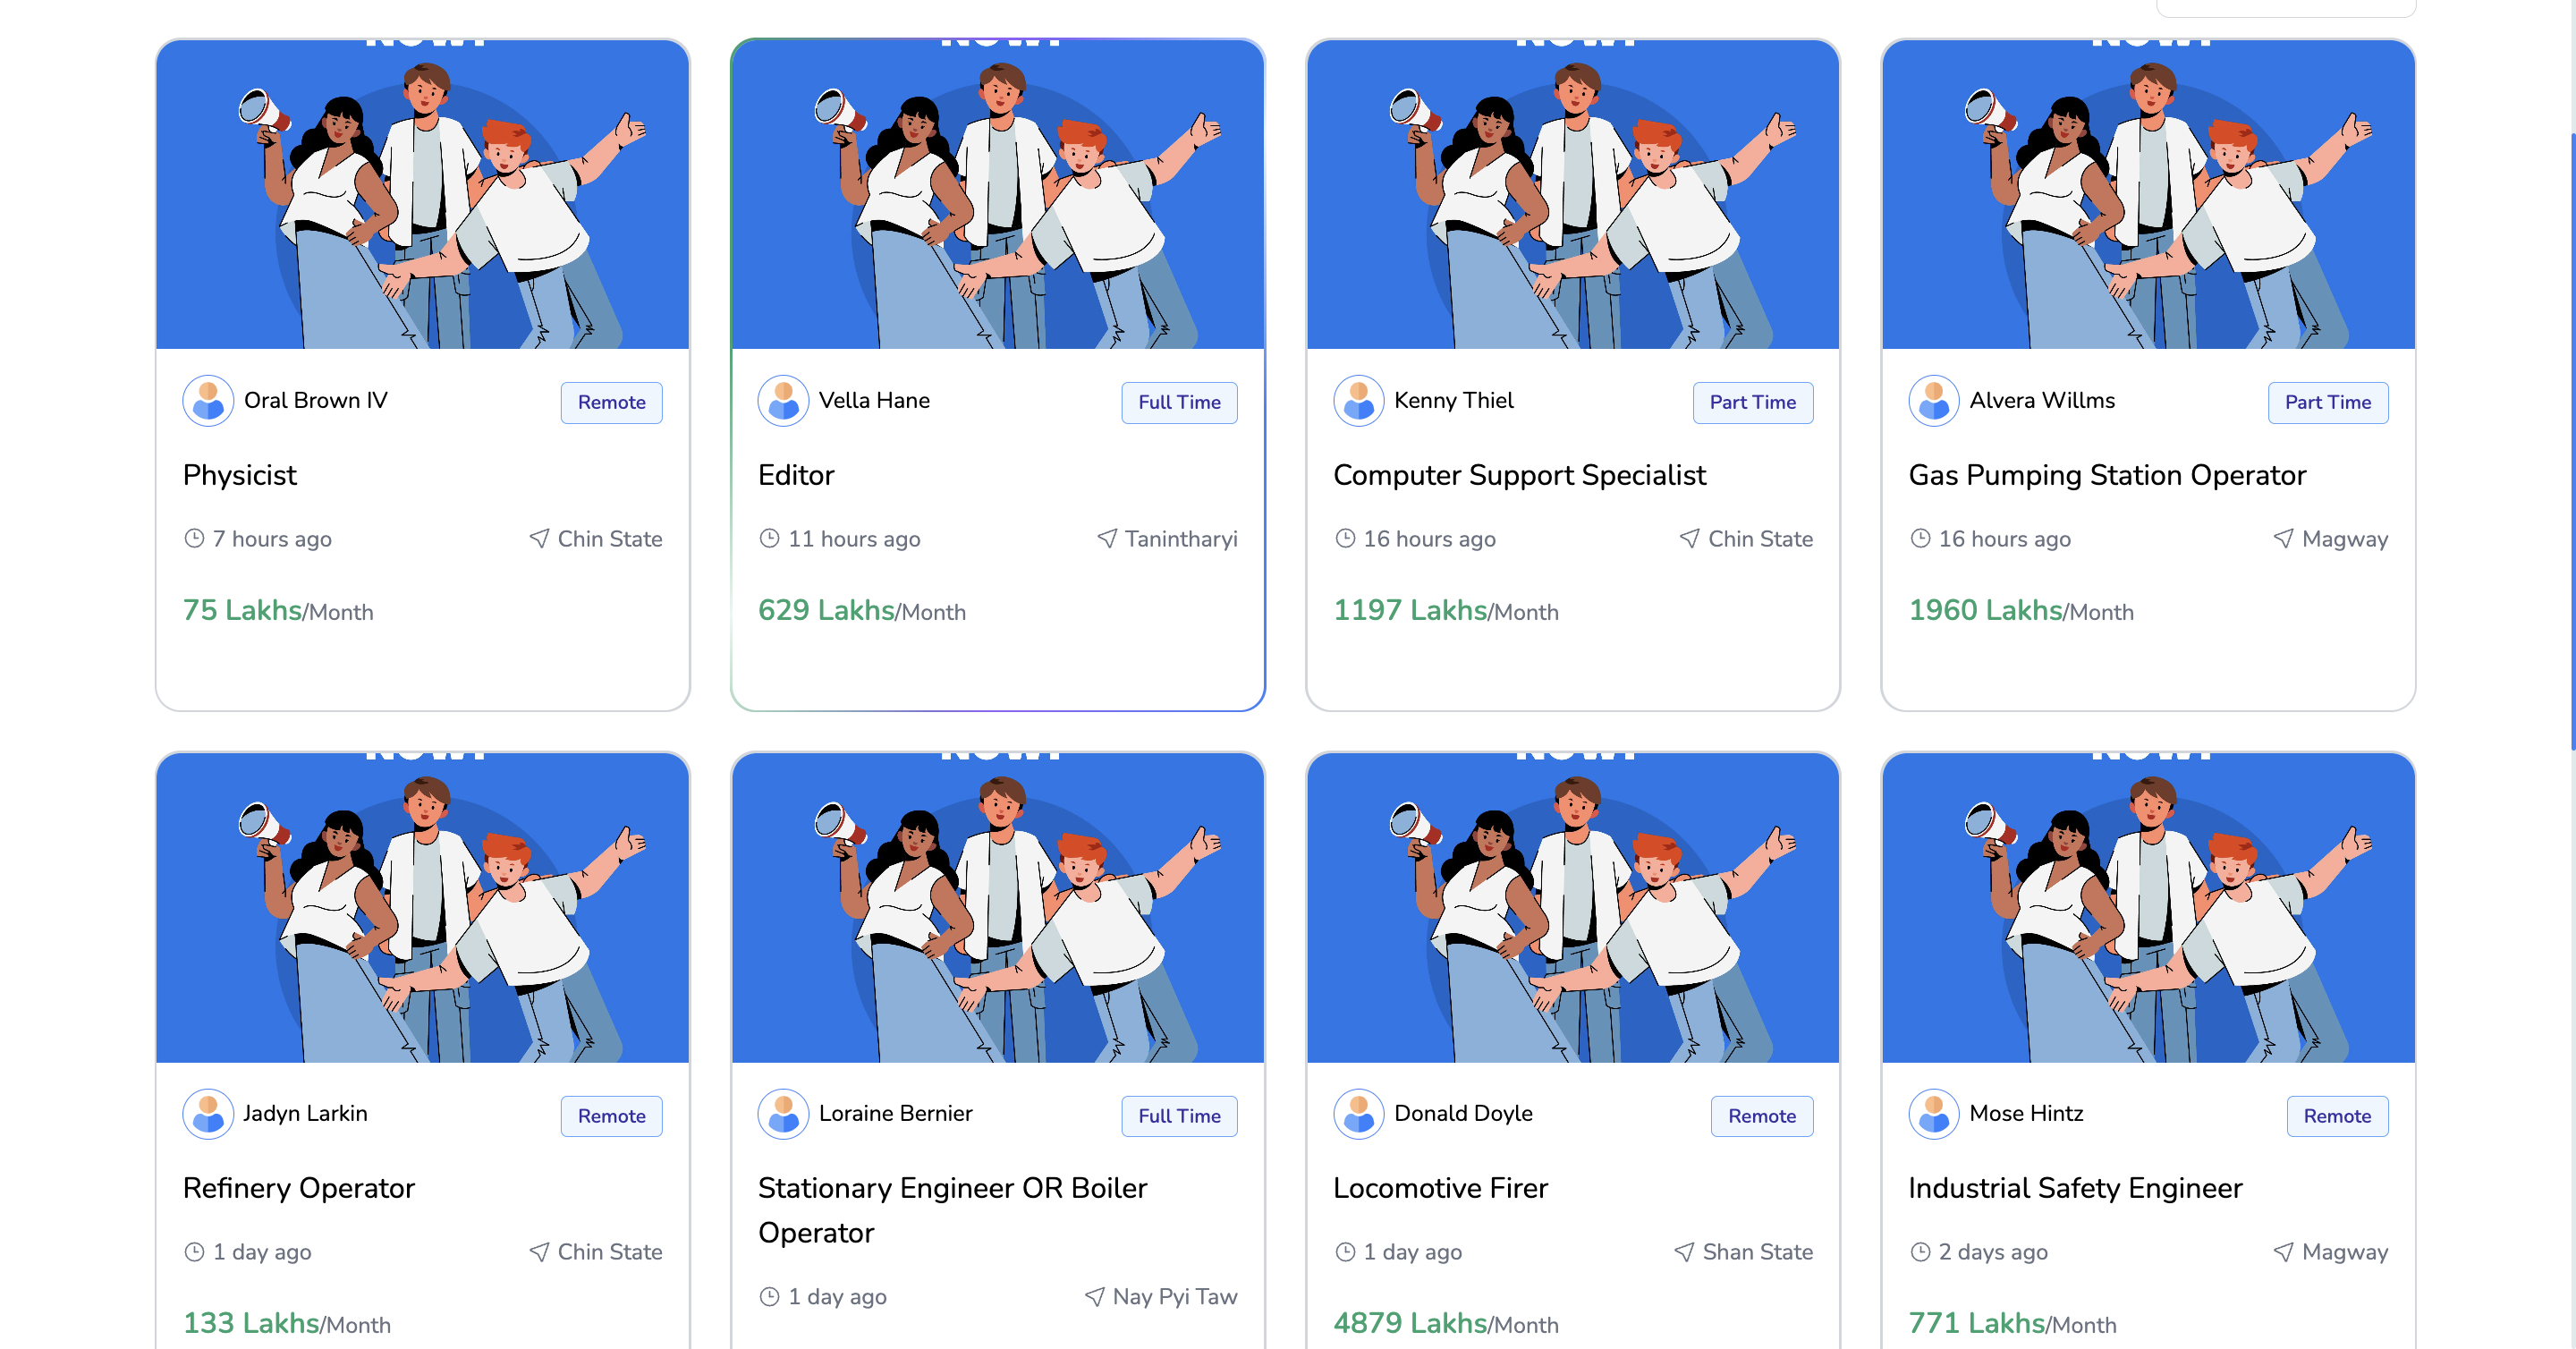 Oral Brown IV
Remote
Physicist
7 hours ago
Chin State
75 Lakhs/Month
Vella Hane
Full Time
Editor
11 hours ago
Tanintharyi
629 Lakhs/Month
Kenny Thiel
Part Time
Computer Support Specialist
16 hours ago
Chin State
1197 Lakhs/Month
Alvera Willms
Part Time
Gas Pumping Station Operator
16 hours ago
Magway
1960 Lakhs/Month
Jadyn Larkin
Remote
Refinery Operator
1 day ago
Chin State
133 Lakhs/Month
Loraine Bernier
Full Time
Stationary Engineer OR Boiler
Operator
1 day ago
Nay Pyi Taw
Donald Doyle
Remote
Locomotive Firer
1 day ago
Shan State
4879 Lakhs/Month
Mose Hintz
Remote
Industrial Safety Engineer
2 days ago
Magway
771 Lakhs/Month